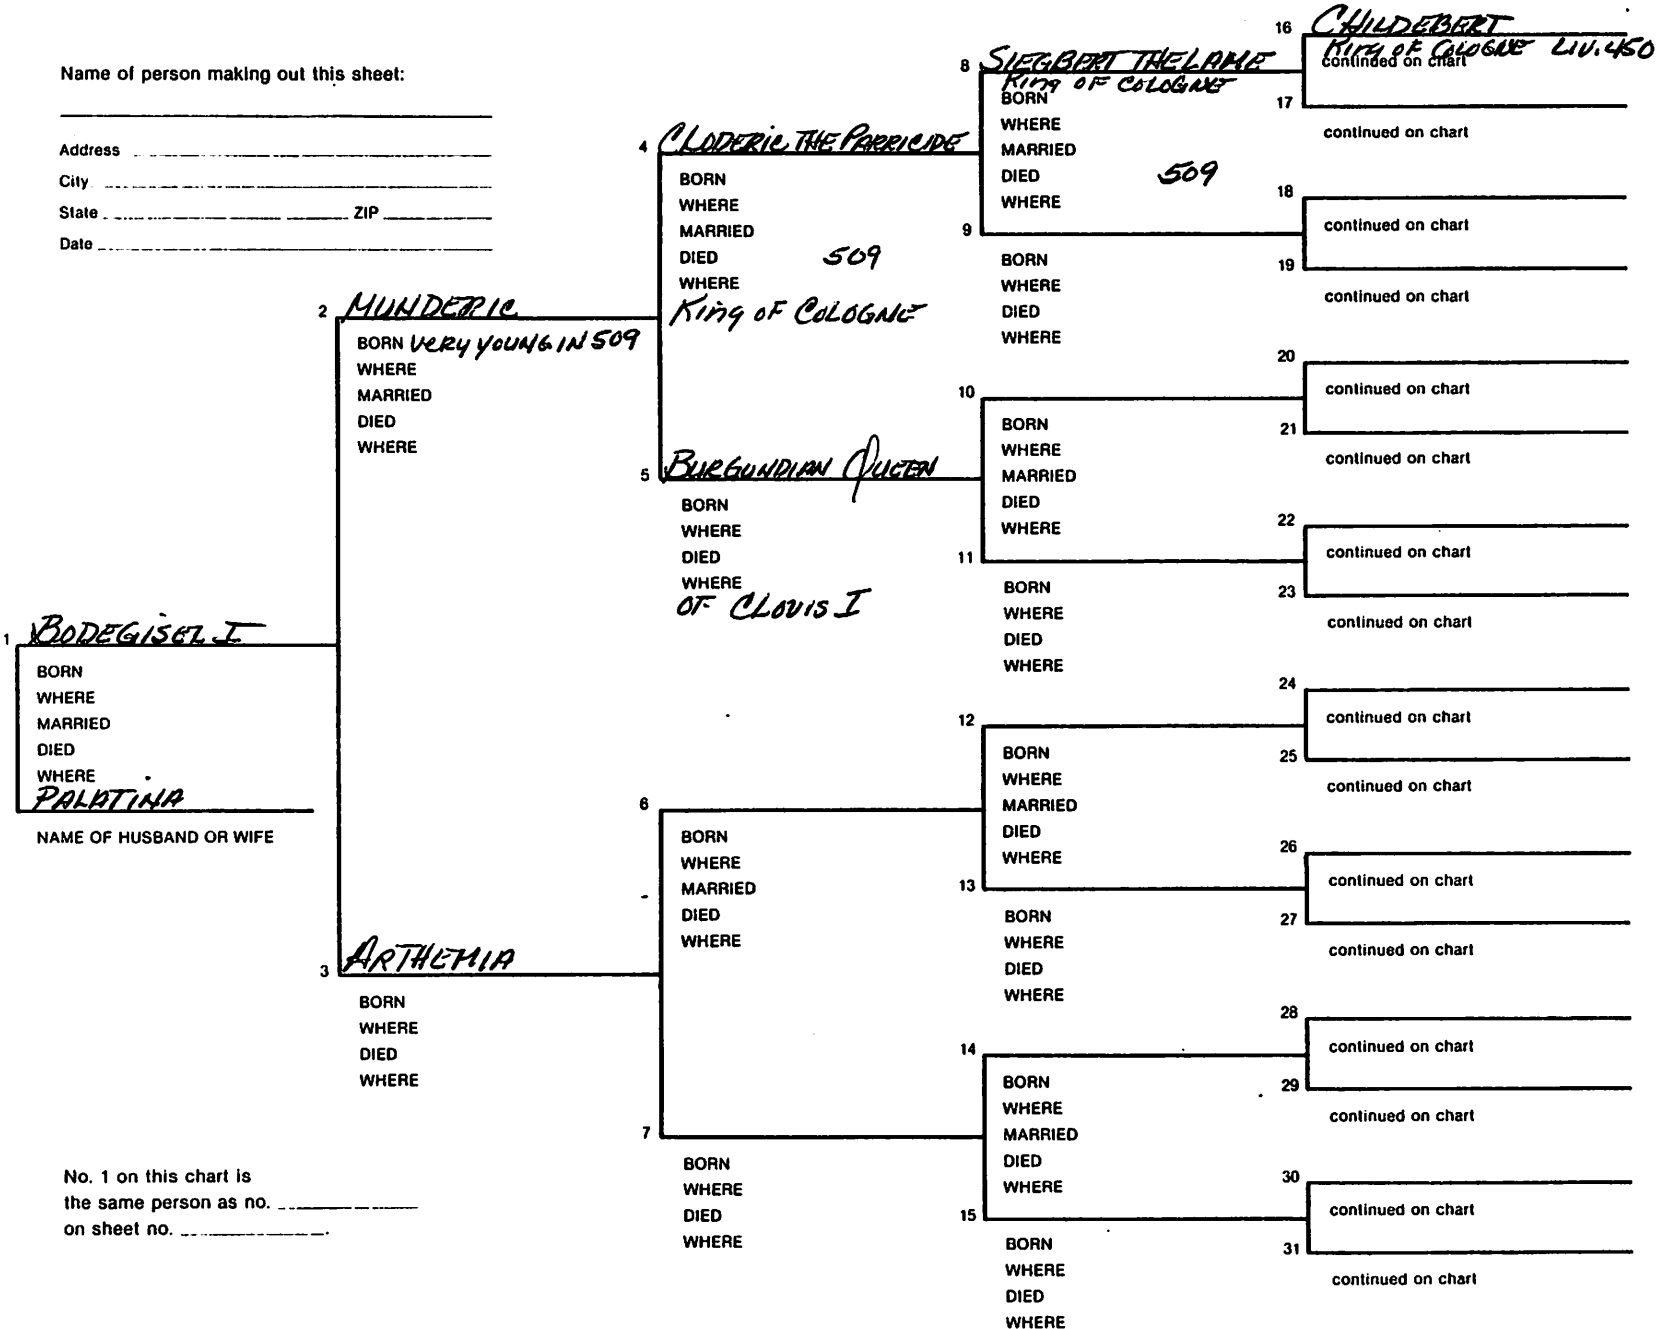 Name of person making out this sheet:
Address
City
State ZIP
Date
1 BODEGISEL I
BORN
WHERE
MARRIED
DIED
WHERE
PALATINA
NAME OF HUSBAND OR WIFE
No. 1 on this chart is
the same person as no.
on sheet no.
2 MUNDERIC
BORN VERY YOUNG IN 509
WHERE
MARRIED
DIED
WHERE
3 ARTHEMIA
BORN
WHERE
DIED
WHERE
4 CLODERIC THE PARRICIDE
BORN
WHERE
MARRIED
DIED 509
WHERE
King OF COLOGNE
5 BURGUNDIAN QUEEN
BORN
WHERE
DIED
WHERE
OF CLOVIS I
6
BORN
WHERE
MARRIED
DIED
WHERE
7
BORN
WHERE
DIED
WHERE
8 SIEGBERT THE LAME
King OF COLOGNE
BORN
WHERE
MARRIED
DIED 509
WHERE
9
BORN
WHERE
DIED
WHERE
10
BORN
WHERE
MARRIED
DIED
WHERE
11
BORN
WHERE
DIED
WHERE
12
BORN
WHERE
MARRIED
DIED
WHERE
13
BORN
WHERE
DIED
WHERE
14
BORN
WHERE
MARRIED
DIED
WHERE
15
BORN
WHERE
DIED
WHERE
16 CHILDEBERT
King OF COLOGNE LIV. 450
continued on chart
17
continued on chart
18
continued on chart
19
continued on chart
20
continued on chart
21
continued on chart
22
continued on chart
23
continued on chart
24
continued on chart
25
continued on chart
26
continued on chart
27
continued on chart
28
continued on chart
29
continued on chart
30
continued on chart
31
continued on chart